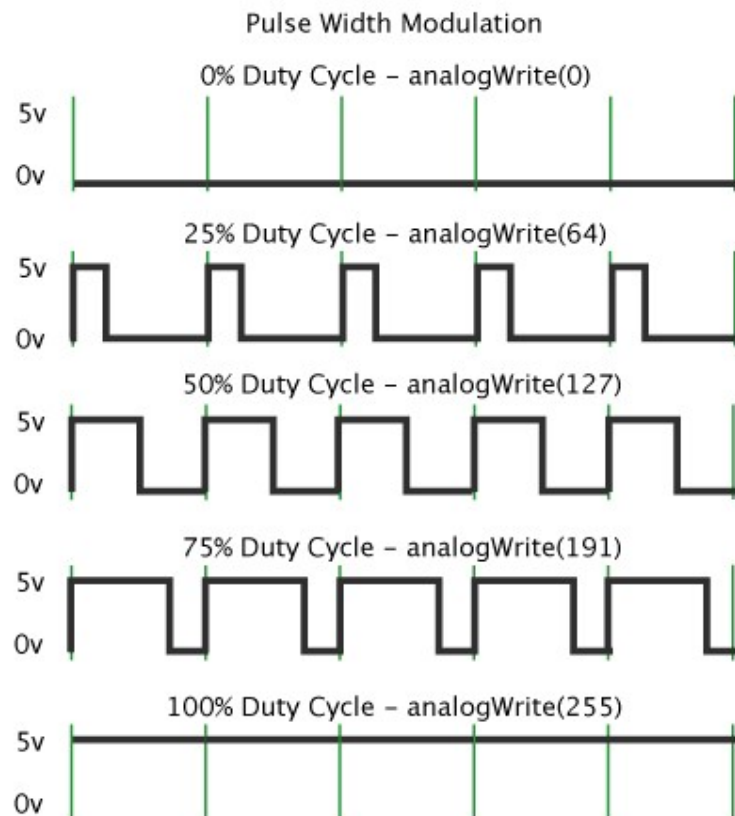 Pulse Width Modulation
0% Duty Cycle – analogWrite(0)
5v
0v
25% Duty Cycle – analogWrite(64)
5v
0v
50% Duty Cycle – analogWrite(127)
5v
0v
75% Duty Cycle – analogWrite(191)
5v
0v
100% Duty Cycle – analogWrite(255)
5v
0v